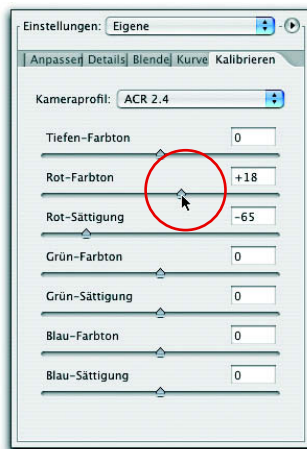 Einstellungen: Eigene
Anpassen Details Blende Kurve Kalibrieren
Kameraprofil: ACR 2.4
Tiefen-Farbton 0
Rot-Farbton +18
Rot-Sättigung -65
Grün-Farbton 0
Grün-Sättigung 0
Blau-Farbton 0
Blau-Sättigung 0